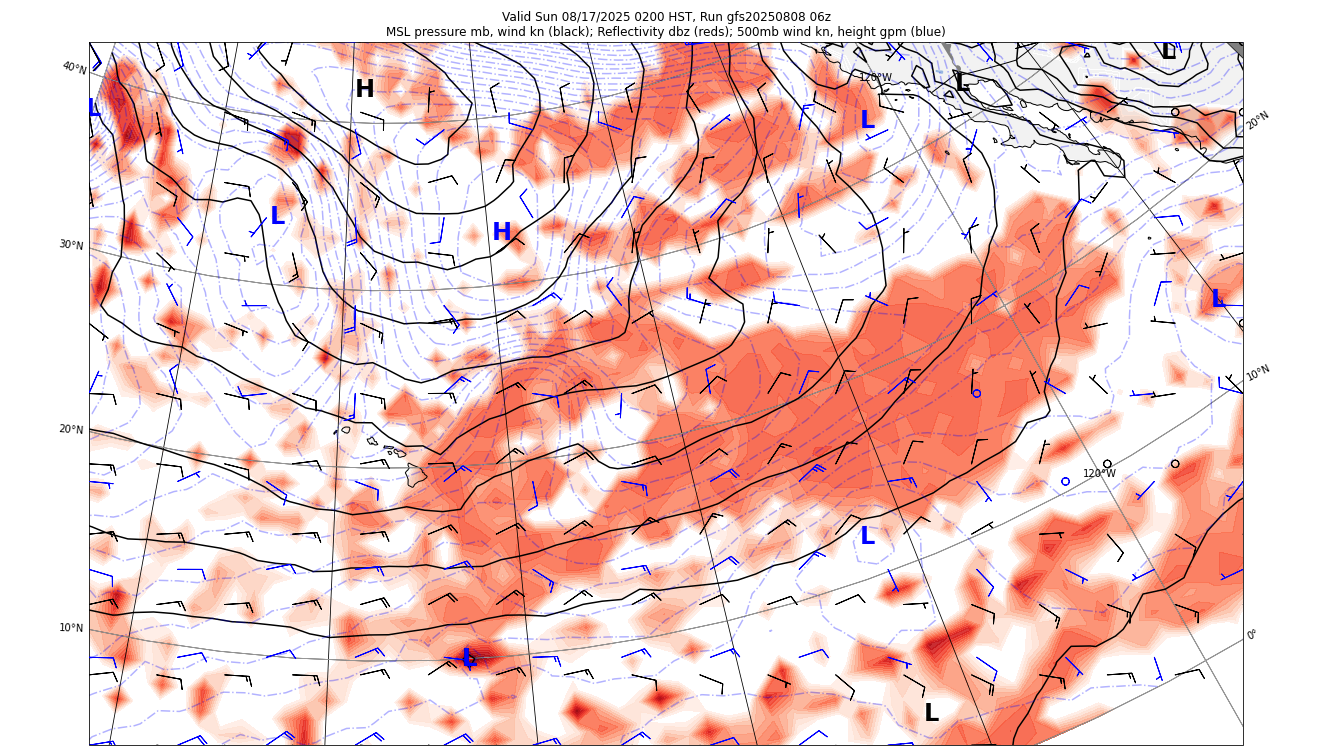 Valid Sun 08/17/2025 0200 HST, Run gfs20250808 06z
MSL pressure mb, wind kn (black); Reflectivity dbz (reds); 500mb wind kn, height gpm (blue)
L
L
40°N
120°W
H
L
L
20°N
L
H
30°N
L
10°N
20°N
120°W
L
10°N
0°
L
L